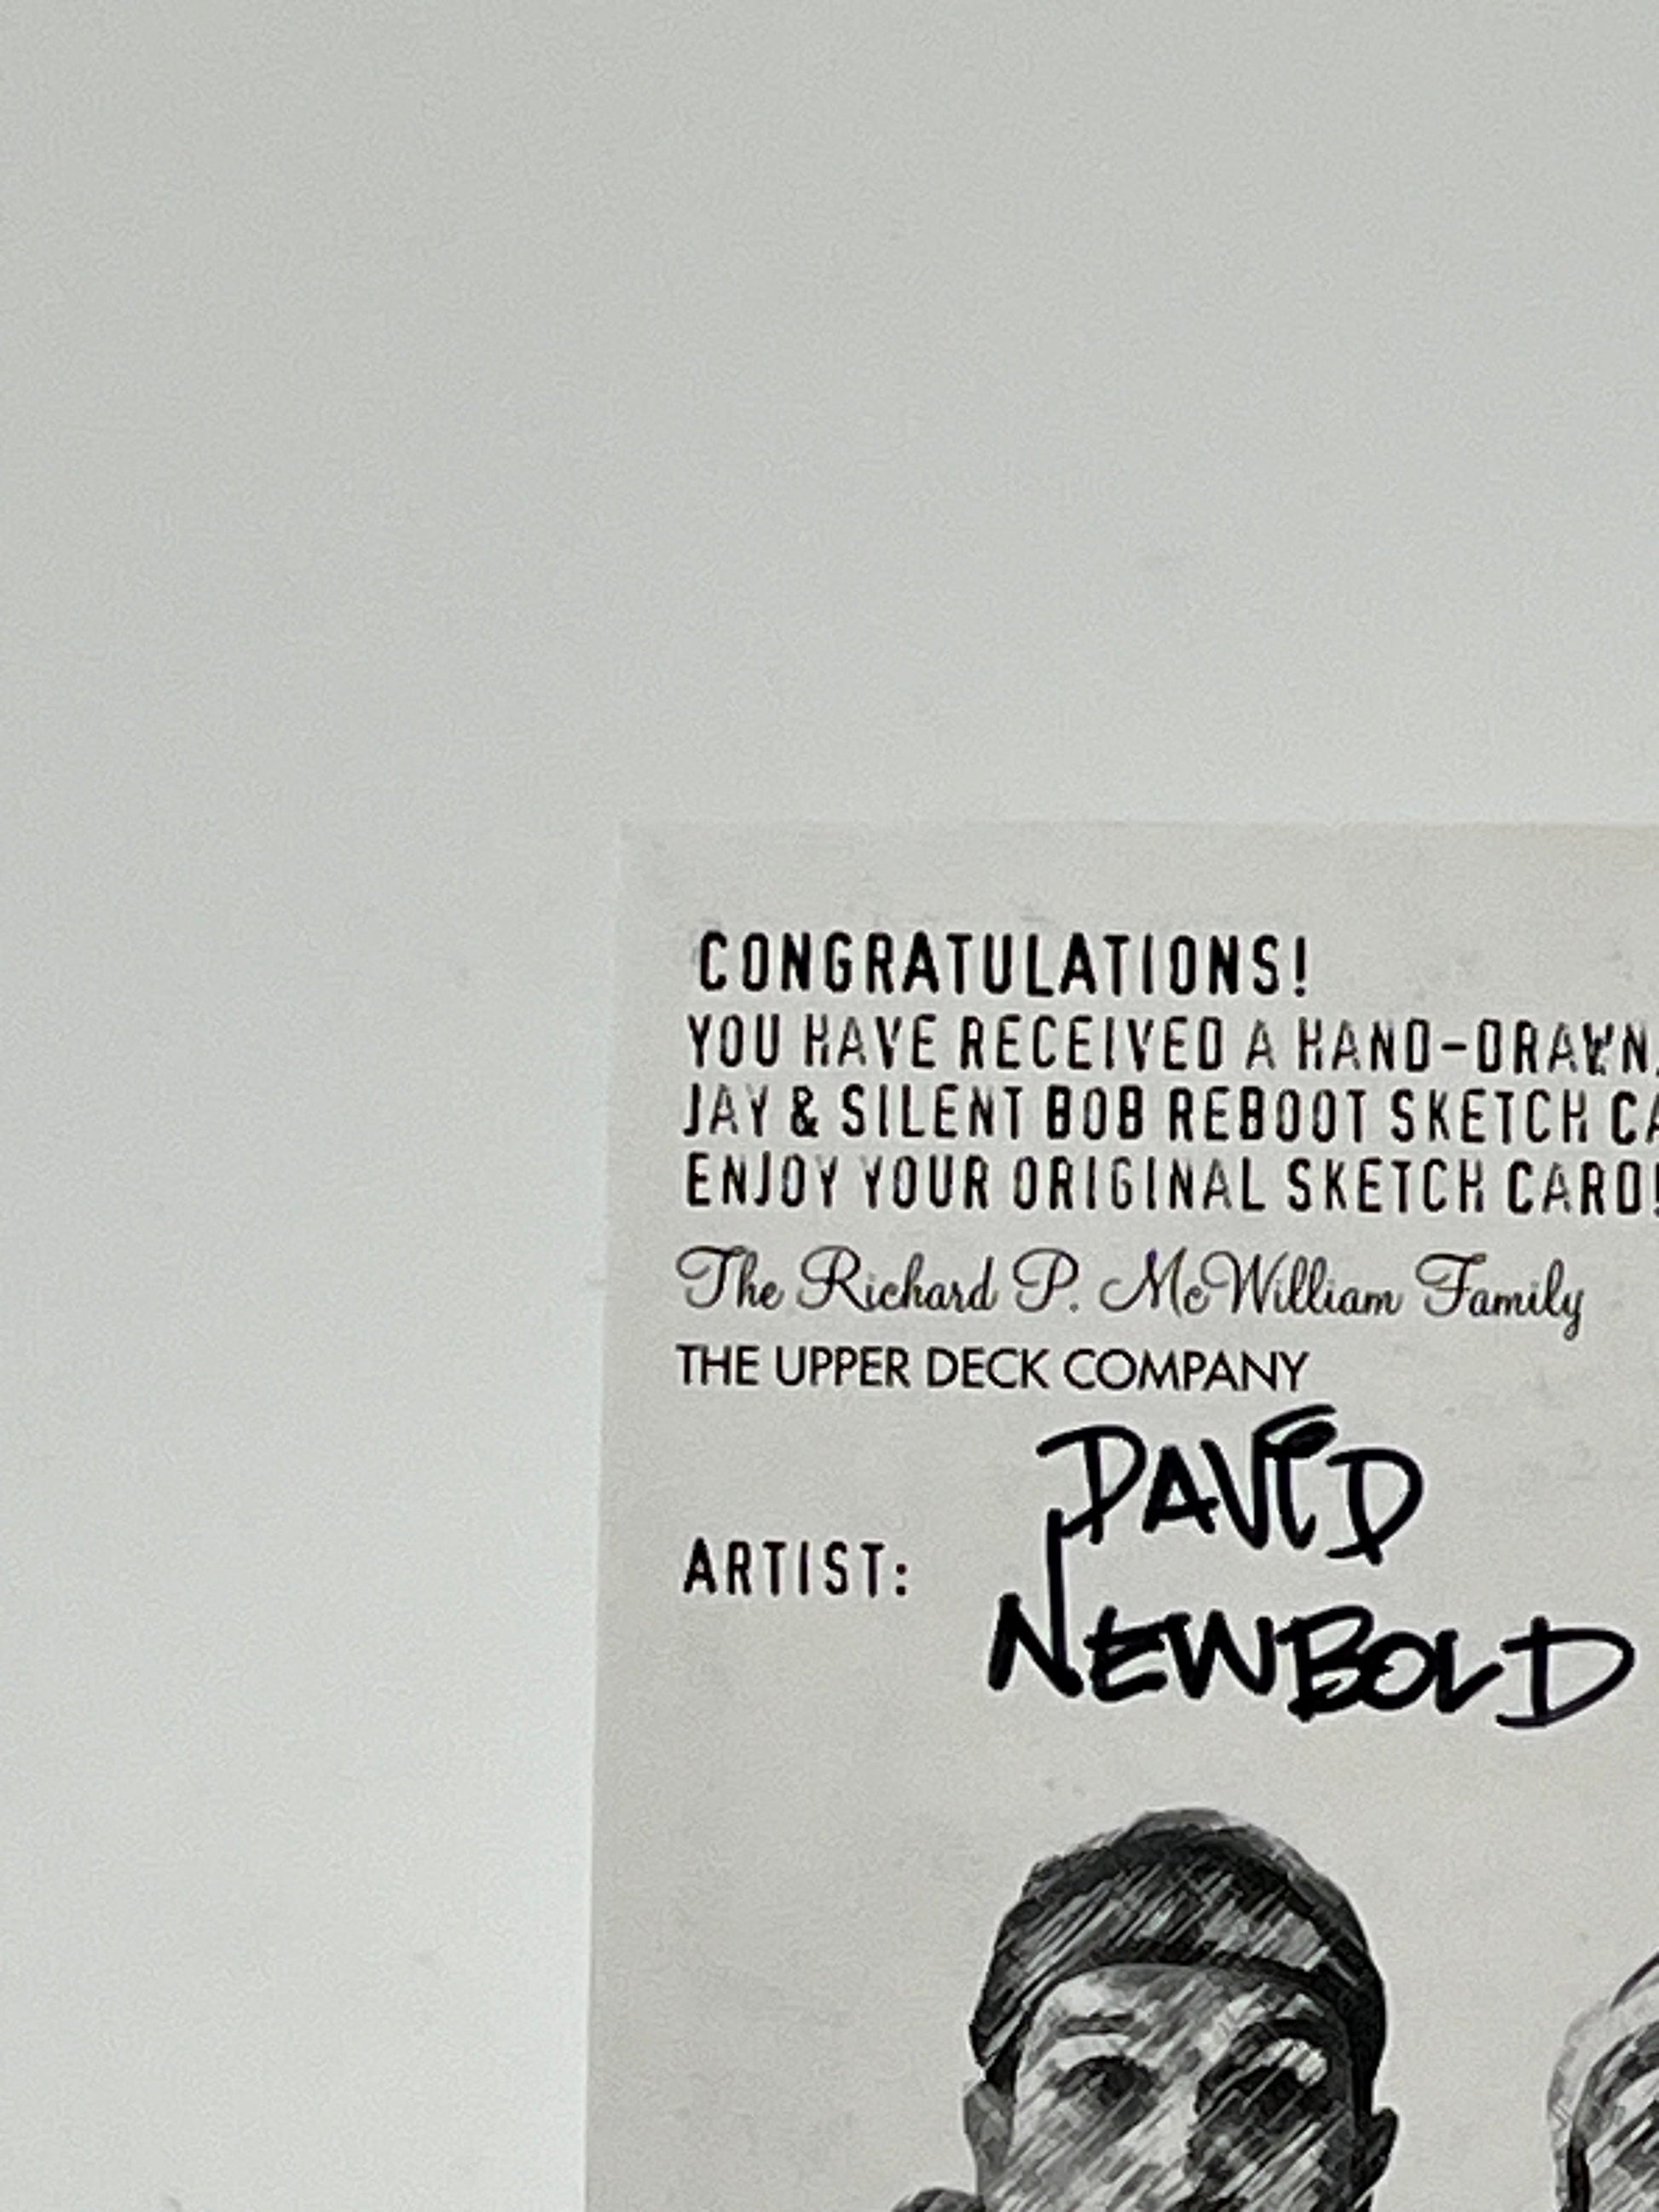 CONGRATULATIONS!
YOU HAVE RECEIVED A HAND-DRAWN,
JAY & SILENT BOB REBOOT SKETCH
ENJOY YOUR ORIGINAL SKETCH CARD!
The Richard P. McWilliam Family
THE UPPER DECK COMPANY
ARTIST: DAVID
NEWBOLD